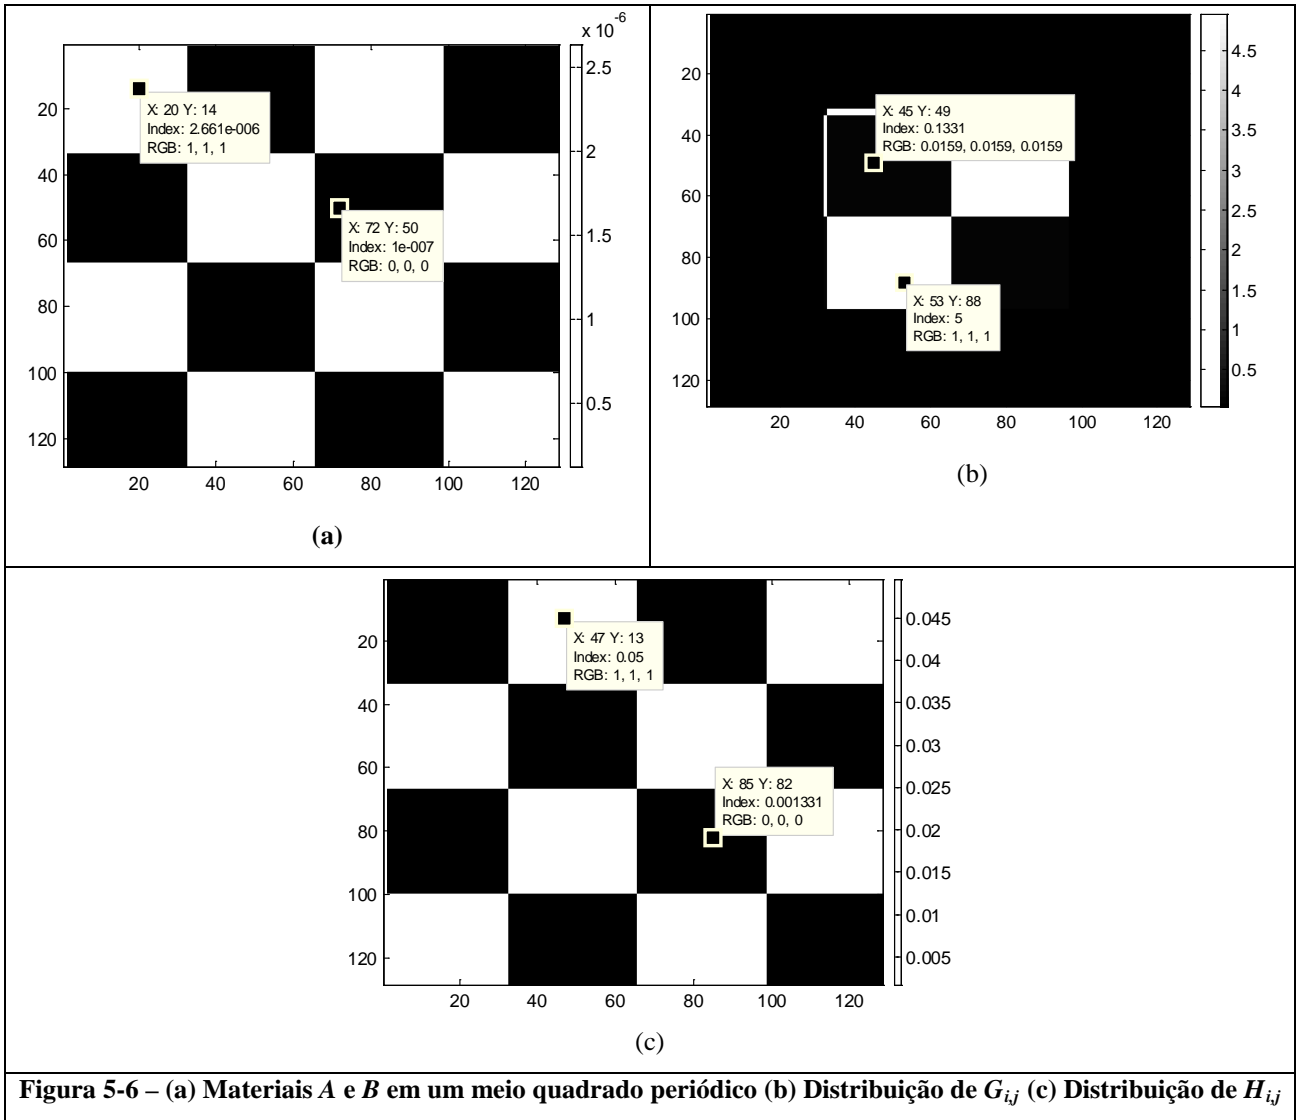 x 10-6
2.5
2
1.5
1
0.5
20
40
60
80
100
120
20 40 60 80 100 120
X: 20 Y: 14
Index: 2.661e-006
RGB: 1, 1, 1
X: 72 Y: 50
Index: 1e-007
RGB: 0, 0, 0
(a)
20
40
60
80
100
120
20 40 60 80 100 120
X: 45 Y: 49
Index: 0.1331
RGB: 0.0159, 0.0159, 0.0159
X: 53 Y: 88
Index: 5
RGB: 1, 1, 1
4.5
4
3.5
3
2.5
2
1.5
1
0.5
(b)
20
40
60
80
100
120
20 40 60 80 100 120
X: 47 Y: 13
Index: 0.05
RGB: 1, 1, 1
X: 85 Y: 82
Index: 0.001331
RGB: 0, 0, 0
0.045
0.04
0.035
0.03
0.025
0.02
0.015
0.01
0.005
(c)
Figura 5-6 – (a) Materiais A e B em um meio quadrado periódico (b) Distribuição de Gi,j (c) Distribuição de Hi,j